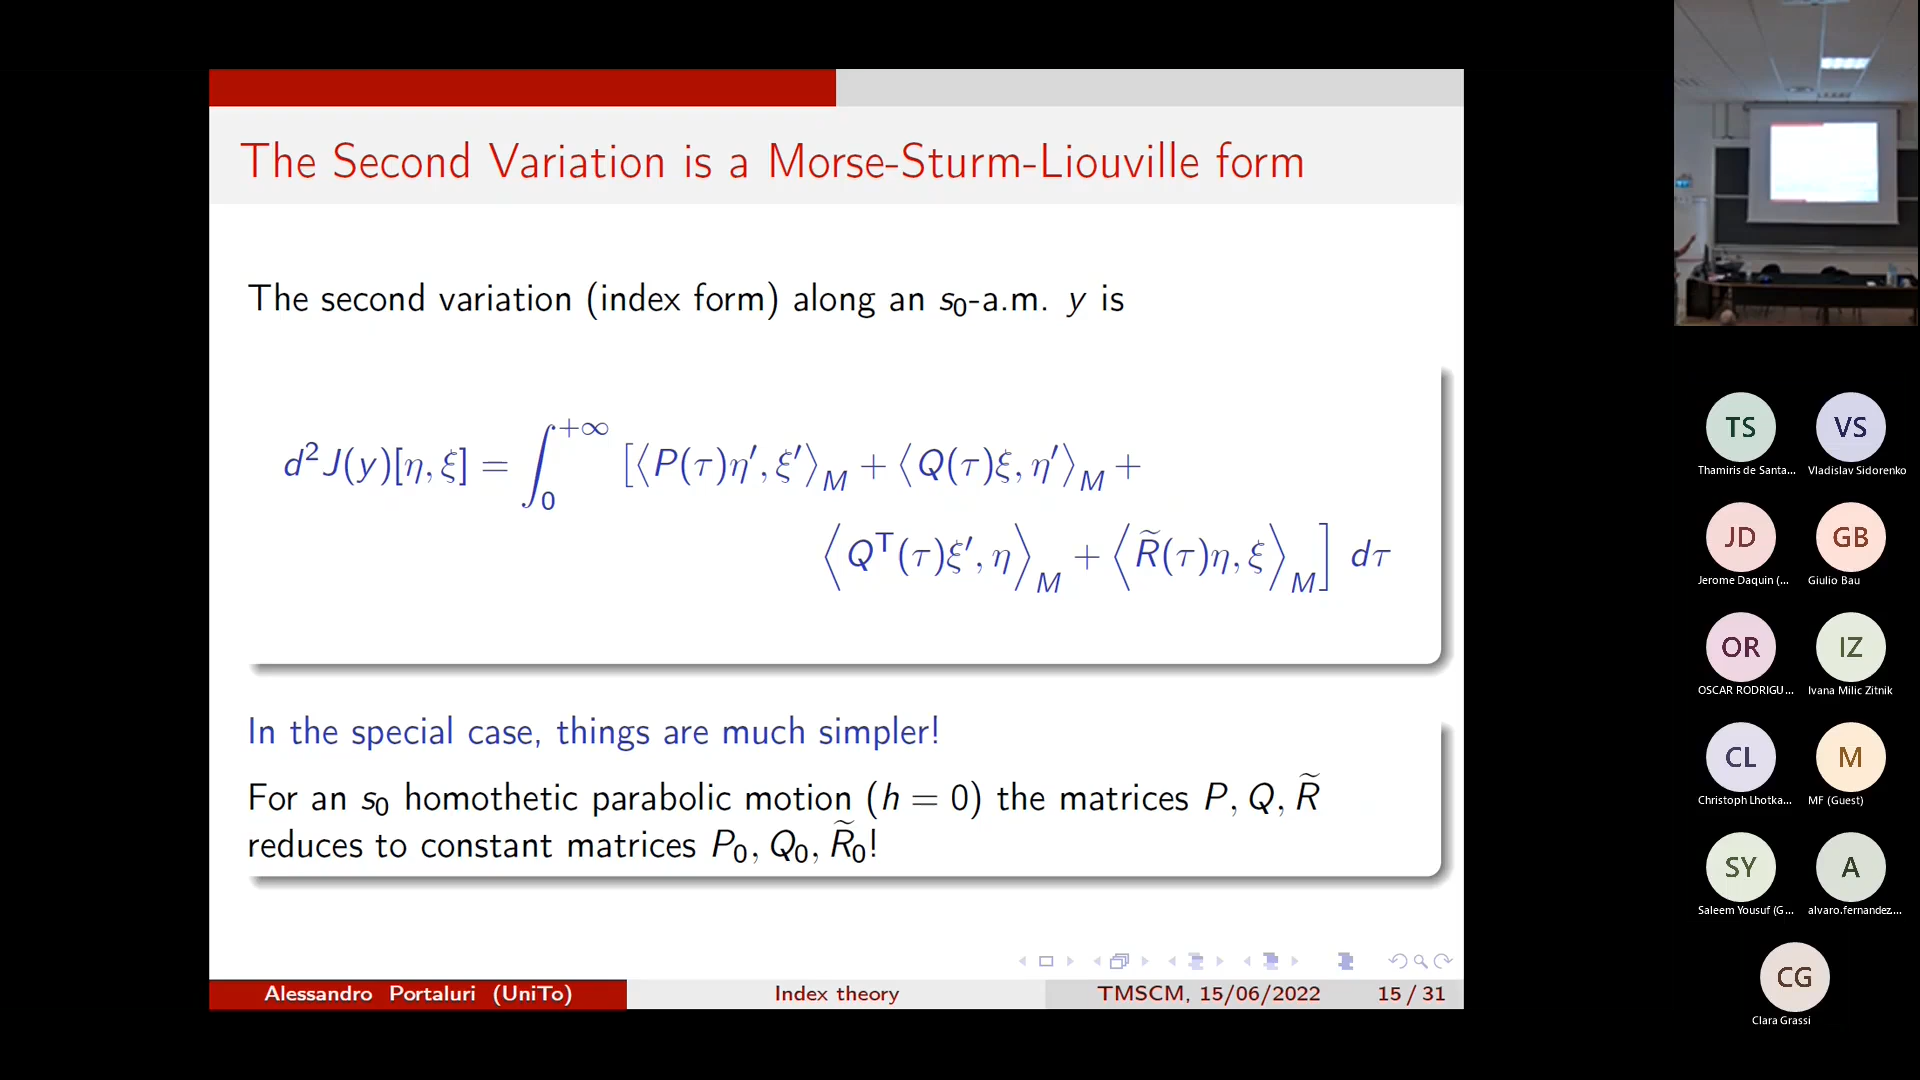 The Second Variation is a Morse-Sturm-Liouville form
The second variation (index form) along an s₀-a.m. y is
d²J(y)[η, ξ] = ∫₀^{+∞} [⟨P(τ)η′, ξ′⟩_M + ⟨Q(τ)ξ, η′⟩_M +
⟨Qᵀ(τ)ξ′, η⟩_M + ⟨R̃(τ)η, ξ⟩_M] dτ
In the special case, things are much simpler!
For an s₀ homothetic parabolic motion (h = 0) the matrices P, Q, R̃
reduces to constant matrices P₀, Q₀, R̃₀!
Alessandro Portaluri (UniTo)
Index theory
TMSCM, 15/06/2022
15 / 31
TS
Thamiris de Santa...
VS
Vladislav Sidorenko
JD
Jerome Daquin (...
GB
Giulio Bau
OR
OSCAR RODRIGU...
IZ
Ivana Milic Zitnik
CL
Christoph Lhotka...
M
MF (Guest)
SY
Saleem Yousuf (G...
A
alvaro.fernandez...
CG
Clara Grassi